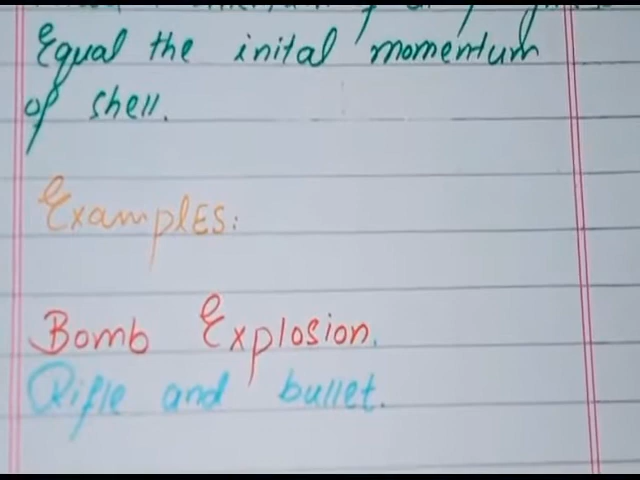 Equal the inital momentum
of shell.
ExamplES:
Bomb Explosion.
Rifle and bullet.